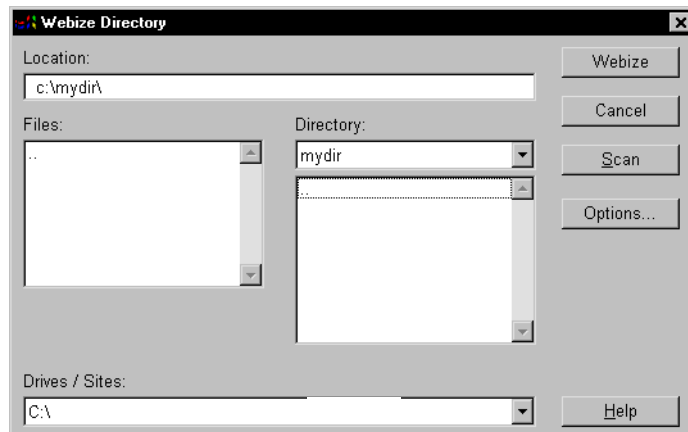 Webize Directory
Location:
c:\mydir\
Webize
Cancel
Files:
Directory:
..
mydir
Scan
..
Options...
Drives / Sites:
C:\
Help